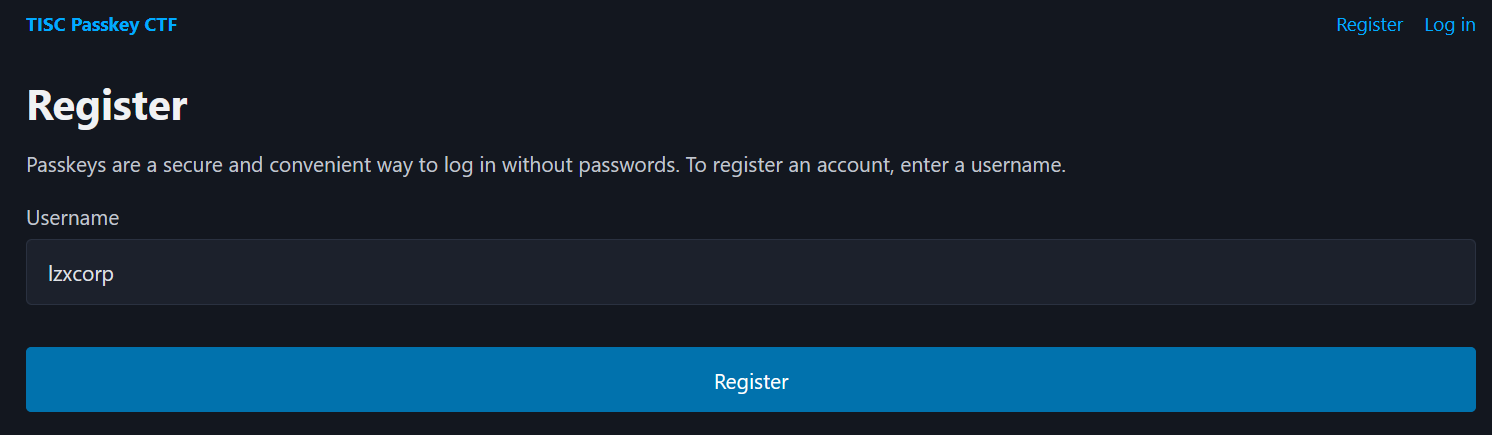 TISC Passkey CTF
Register Log in
Register
Passkeys are a secure and convenient way to log in without passwords. To register an account, enter a username.
Username
lzxcorp
Register